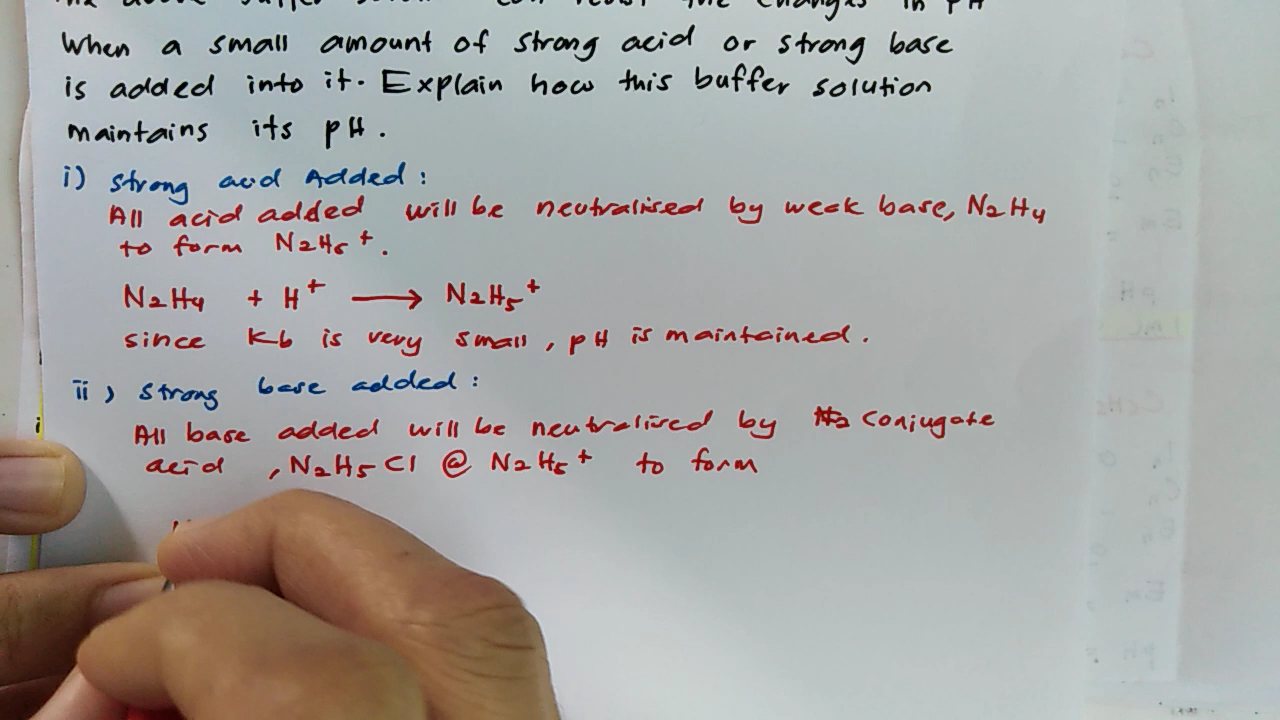 When a small amount of strong acid or strong base
is added into it. Explain how this buffer solution
maintains its pH.
i) Strong acid Added:
All acid added will be neutralised by weak base, N2H4
to form N2H5+.
N2H4 + H+ ⟶ N2H5+
since Kb is very small, pH is maintained.
ii) Strong base added:
All base added will be neutralised by conjugate
acid, N2H5Cl @ N2H5+ to form